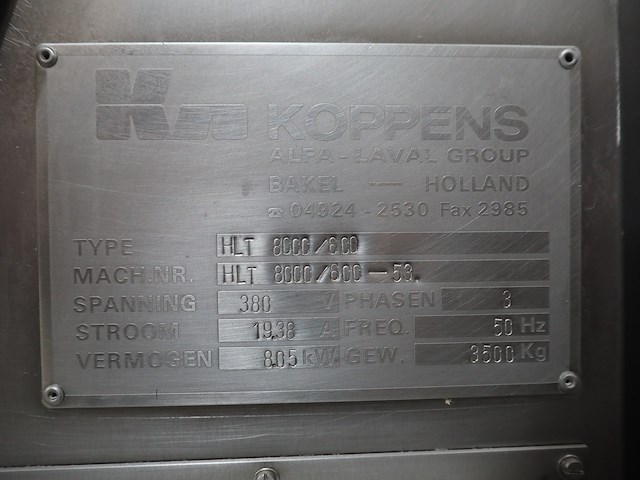 KOPPENS
ALFA-LAVAL GROUP
BAKEL — HOLLAND
☎ 04924-2530 Fax 2985
TYPE HLT 8000/600
MACH.NR. HLT 8000/600-53.
SPANNING 380 V PHASEN 3
STROOM 19.38 A FREQ. 50 Hz
VERMOGEN 8.05 kW GEW. 3500 Kg